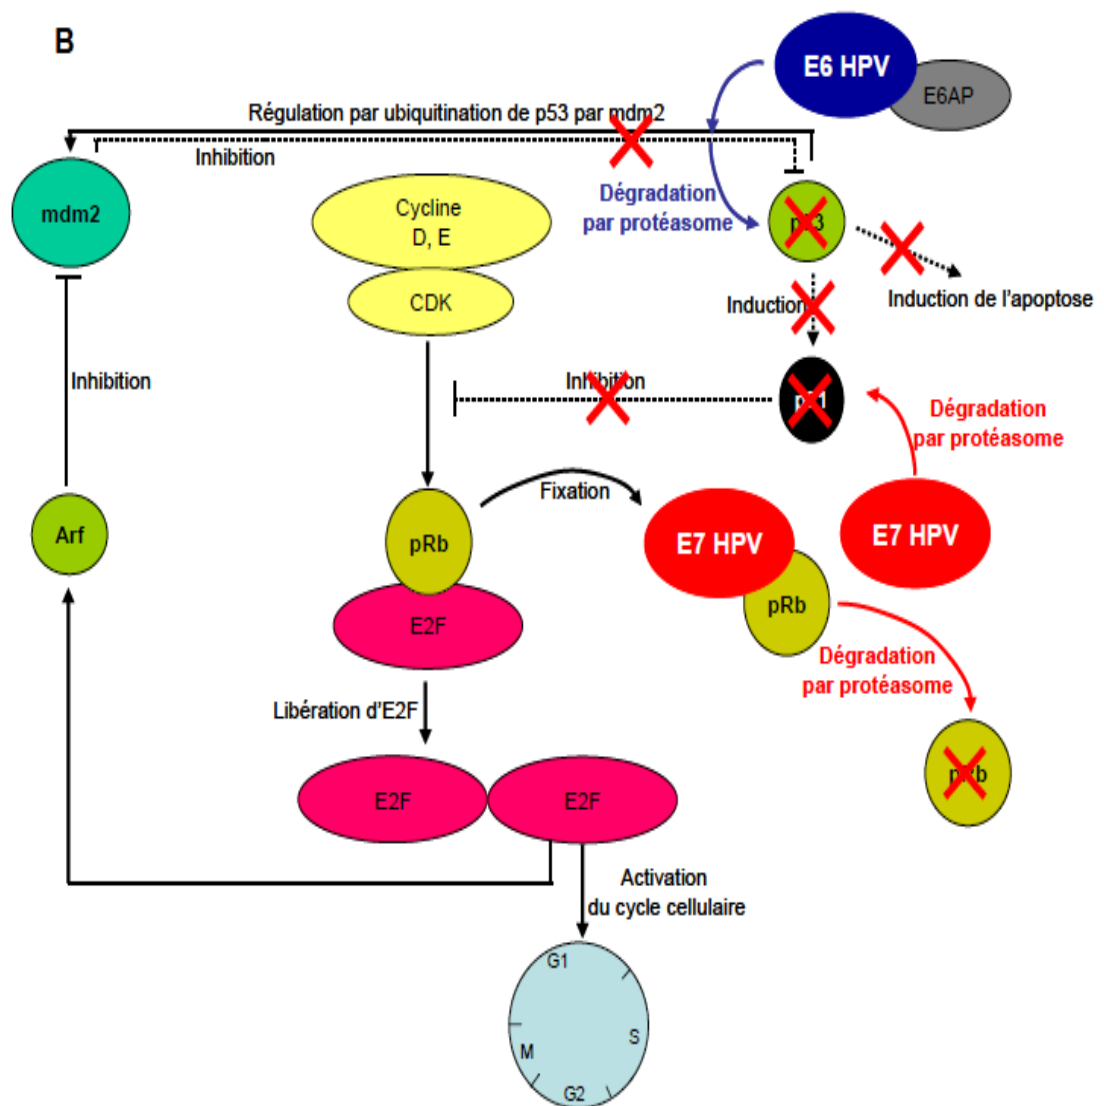 B
E6 HPV
E6AP
Régulation par ubiquitination de p53 par mdm2
Inhibition
mdm2
Cycline
D, E
CDK
Dégradation
par protéasome
Induction
Induction de l'apoptose
Inhibition
Inhibition
Dégradation
par protéasome
Arf
pRb
Fixation
E7 HPV
E7 HPV
pRb
E2F
Dégradation
par protéasome
Libération d'E2F
pRb
E2F
E2F
Activation
du cycle cellulaire
G1
S
M
G2